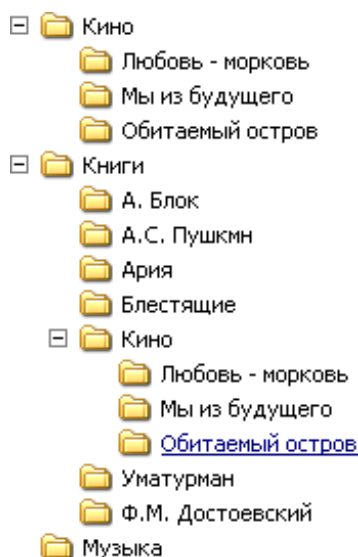 Кино
Любовь - морковь
Мы из будущего
Обитаемый остров
Книги
А. Блок
А.С. Пушкмн
Ария
Блестящие
Кино
Любовь - морковь
Мы из будущего
Обитаемый остров
Уматурман
Ф.М. Достоевский
Музыка